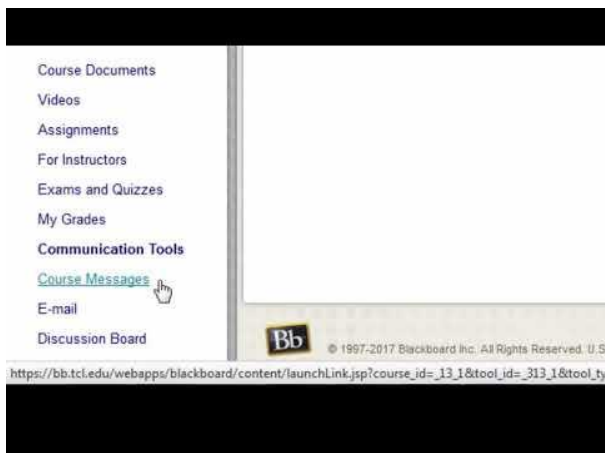 Course Documents
Videos
Assignments
For Instructors
Exams and Quizzes
My Grades
Communication Tools
Course Messages
E-mail
Discussion Board
Bb
© 1997-2017 Blackboard Inc. All Rights Reserved. U.S
https://bb.tcl.edu/webapps/blackboard/content/launchLink.jsp?course_id=_13_1&tool_id=_313_1&tool_ty